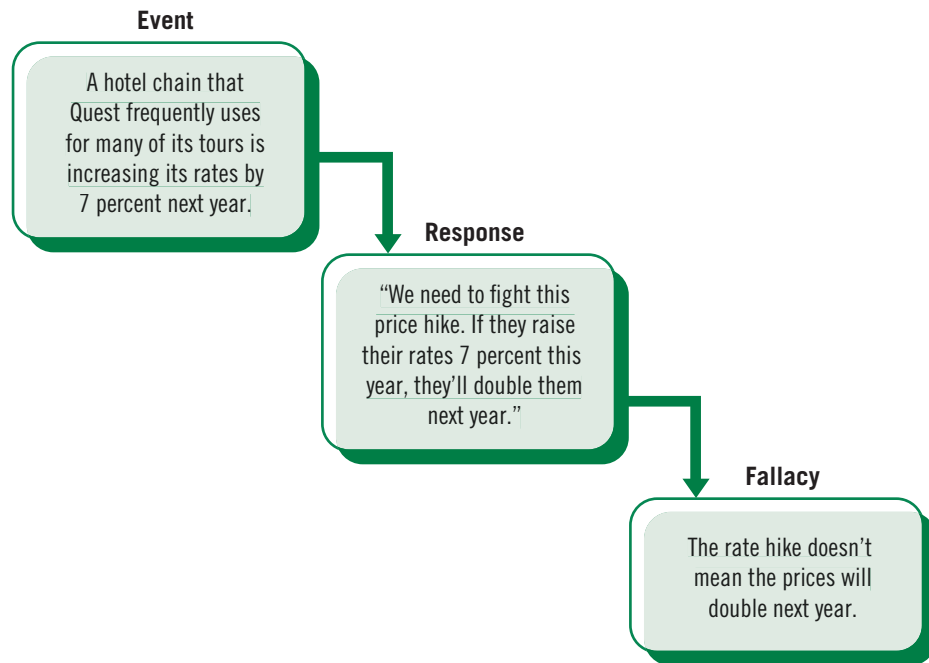 Event
A hotel chain that
Quest frequently uses
for many of its tours is
increasing its rates by
7 percent next year.
Response
“We need to fight this
price hike. If they raise
their rates 7 percent this
year, they’ll double them
next year.”
Fallacy
The rate hike doesn’t
mean the prices will
double next year.